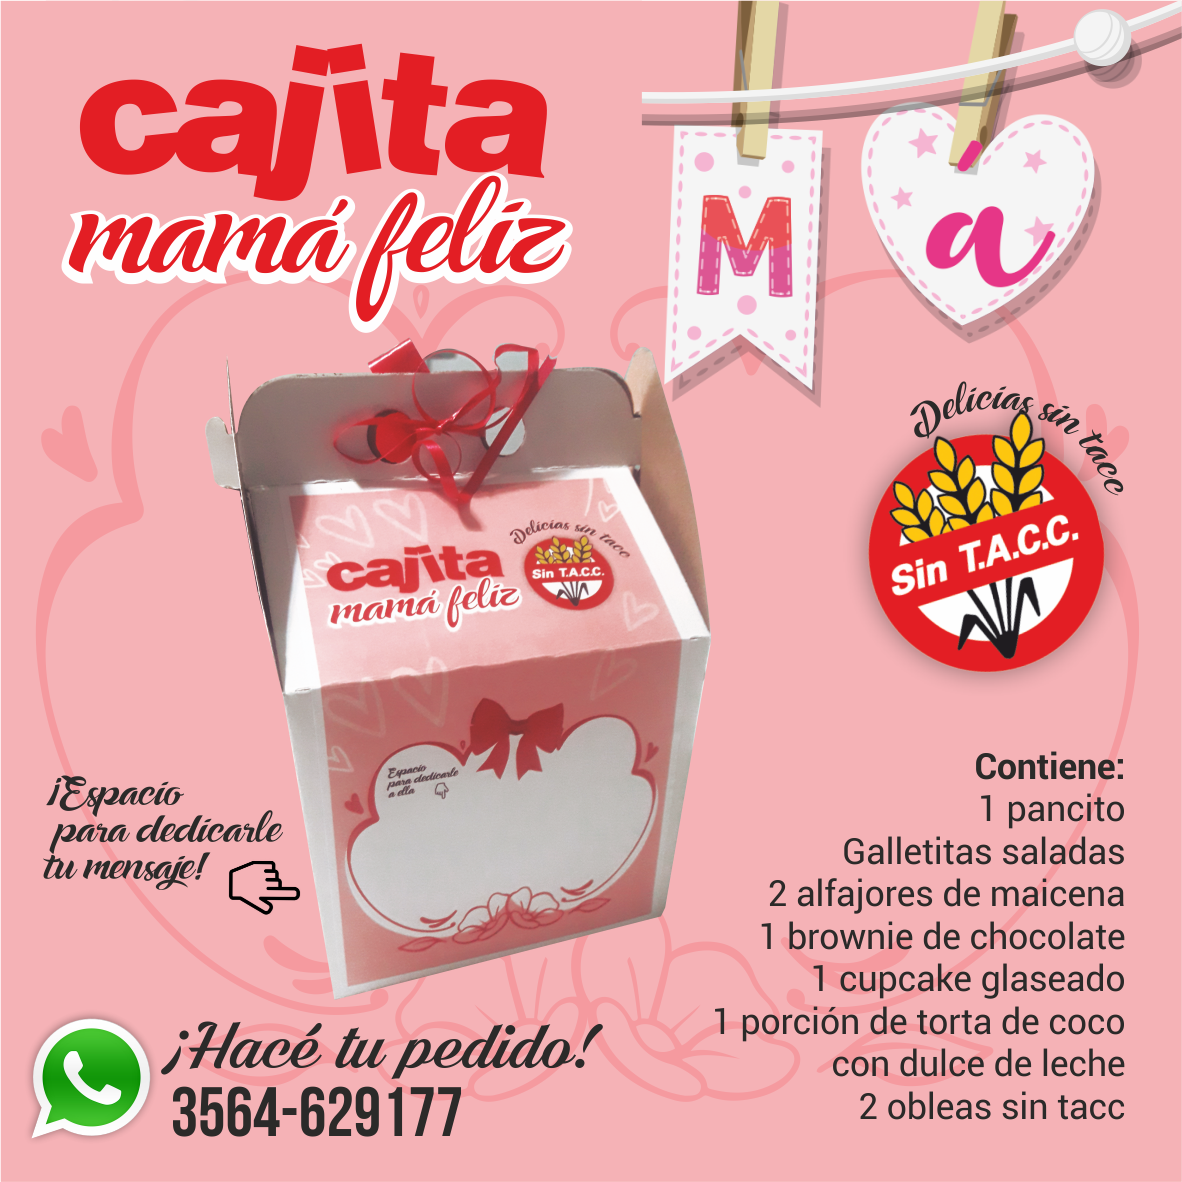 cajita
mamá feliz
M
a
Delicias sin tacc
Sin T.A.C.C.
cajita
mamá feliz
Delicias sin tacc
Sin T.A.C.C.
Espacio
para dedicarle
a ella
¡Espacio
para dedicarle
tu mensaje!
Contiene:
1 pancito
Galletitas saladas
2 alfajores de maicena
1 brownie de chocolate
1 cupcake glaseado
1 porción de torta de coco
con dulce de leche
2 obleas sin tacc
¡Hacé tu pedido!
3564-629177